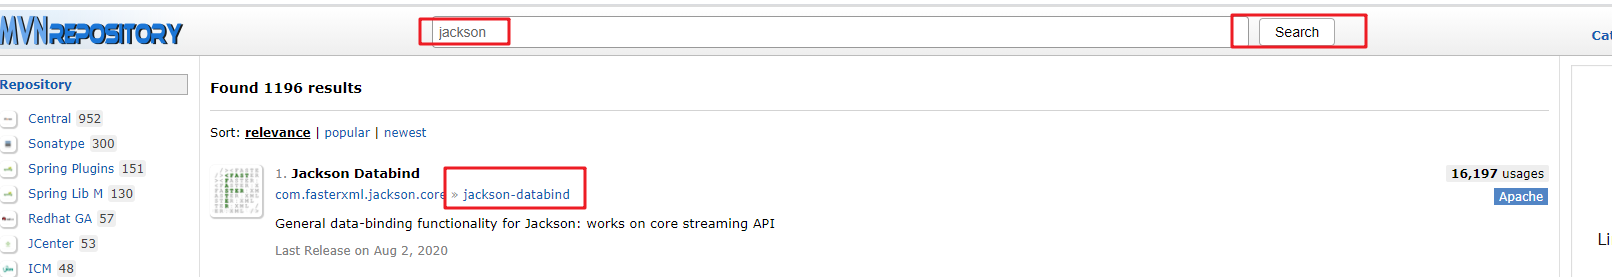 MVNREPOSITORY
jackson
Search
Cat
Repository
Central 952
Sonatype 300
Spring Plugins 151
Spring Lib M 130
Redhat GA 57
JCenter 53
ICM 48
Found 1196 results
Sort: relevance | popular | newest
1. Jackson Databind
com.fasterxml.jackson.core » jackson-databind
General data-binding functionality for Jackson: works on core streaming API
Last Release on Aug 2, 2020
16,197 usages
Apache
Li